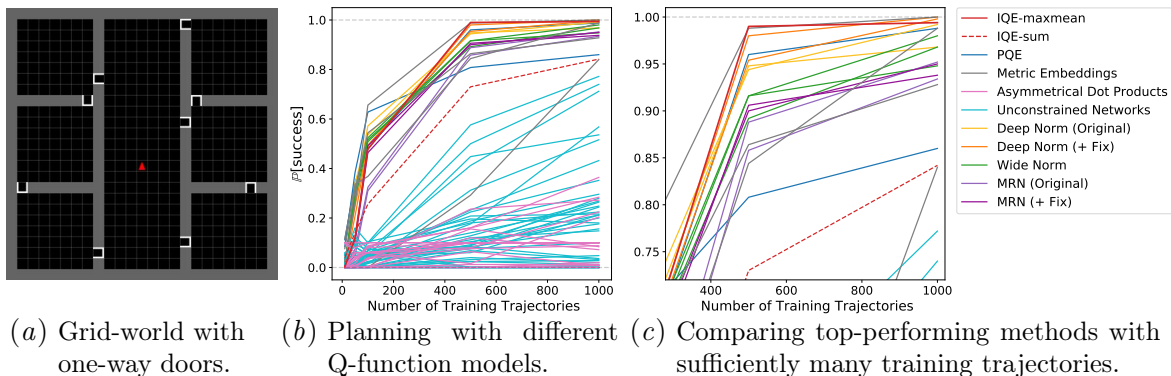 1.0
0.8
0.6
0.4
0.2
0.0
ℙ[success]
0 200 400 600 800 1000
Number of Training Trajectories
1.00
0.95
0.90
0.85
0.80
0.75
400 600 800 1000
Number of Training Trajectories
IQE-maxmean
IQE-sum
PQE
Metric Embeddings
Asymmetrical Dot Products
Unconstrained Networks
Deep Norm (Original)
Deep Norm (+ Fix)
Wide Norm
MRN (Original)
MRN (+ Fix)
(a) Grid-world with
one-way doors.
(b) Planning with different
Q-function models.
(c) Comparing top-performing methods with
sufficiently many training trajectories.